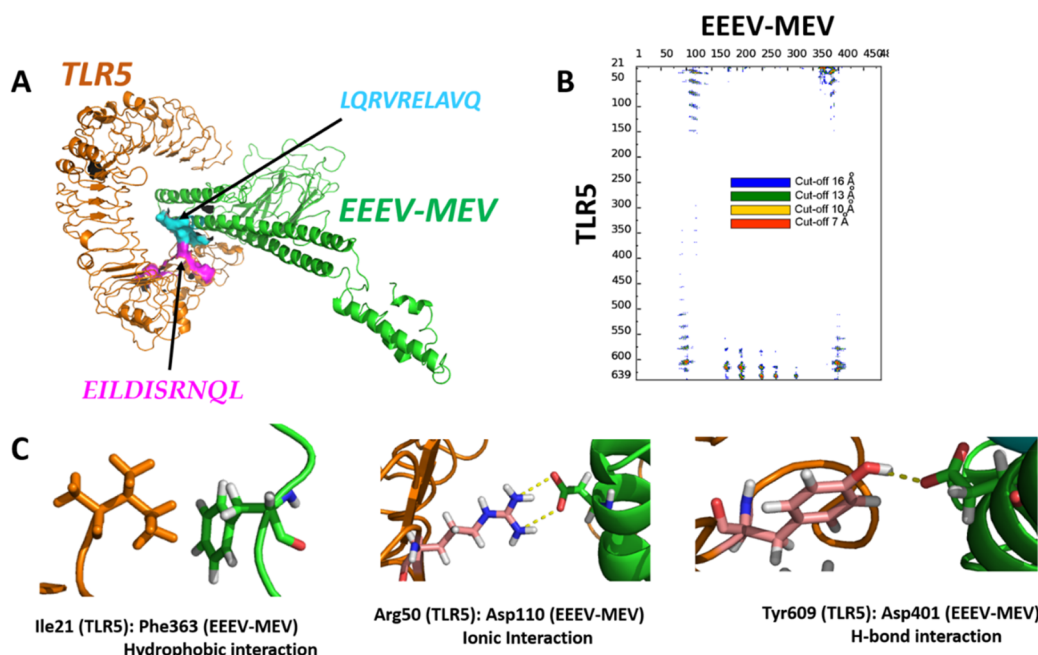 EEEV-MEV
A
TLR5
LQRVRELAVQ
EEEV-MEV
EILDISRNQL
B
1 50 100 150 200 250 300 350 400 450
21
50
100
150
200
250
300
350
400
450
500
550
600
639
TLR5
Cut-off 16 Å
Cut-off 13 Å
Cut-off 10 Å
Cut-off 7 Å
C
Ile21 (TLR5): Phe363 (EEEV-MEV)
Hydrophobic interaction
Arg50 (TLR5): Asp110 (EEEV-MEV)
Ionic Interaction
Tyr609 (TLR5): Asp401 (EEEV-MEV)
H-bond interaction